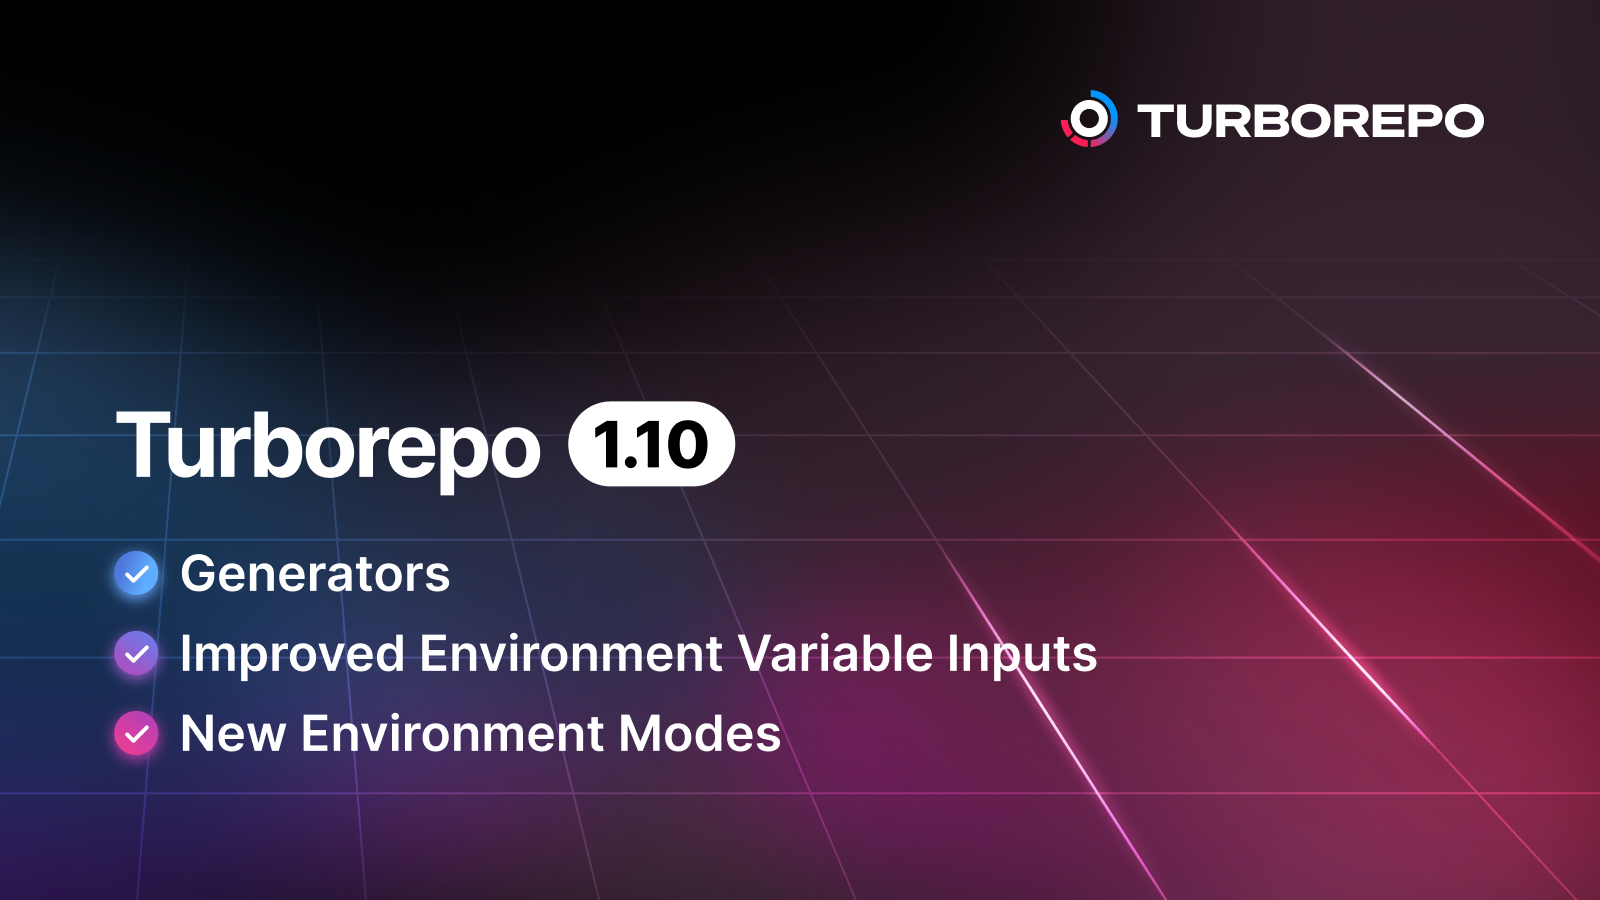 TURBOREPO
Turborepo 1.10
Generators
Improved Environment Variable Inputs
New Environment Modes